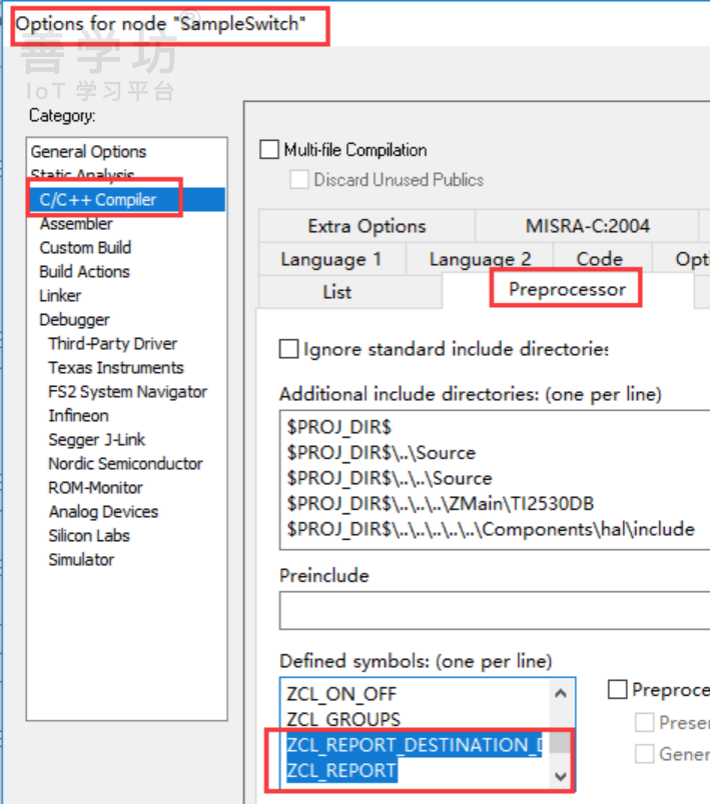 Options for node "SampleSwitch"
善学坊
IoT 学习平台
Category:
General Options
Static Analysis
C/C++ Compiler
Assembler
Custom Build
Build Actions
Linker
Debugger
Third-Party Driver
Texas Instruments
FS2 System Navigator
Infineon
Segger J-Link
Nordic Semiconductor
ROM-Monitor
Analog Devices
Silicon Labs
Simulator
Multi-file Compilation
Discard Unused Publics
Extra Options MISRA-C:2004
Language 1 Language 2 Code Opti
List Preprocessor
Ignore standard include directories
Additional include directories: (one per line)
$PROJ_DIR$
$PROJ_DIR$\..\Source
$PROJ_DIR$\..\..\Source
$PROJ_DIR$\..\..\..\ZMain\TI2530DB
$PROJ_DIR$\..\..\..\..\..\Components\hal\include
Preinclude
Defined symbols: (one per line)
ZCL_ON_OFF
ZCL_GROUPS
ZCL_REPORT_DESTINATION_D
ZCL_REPORT
Preproce
Preser
Gener